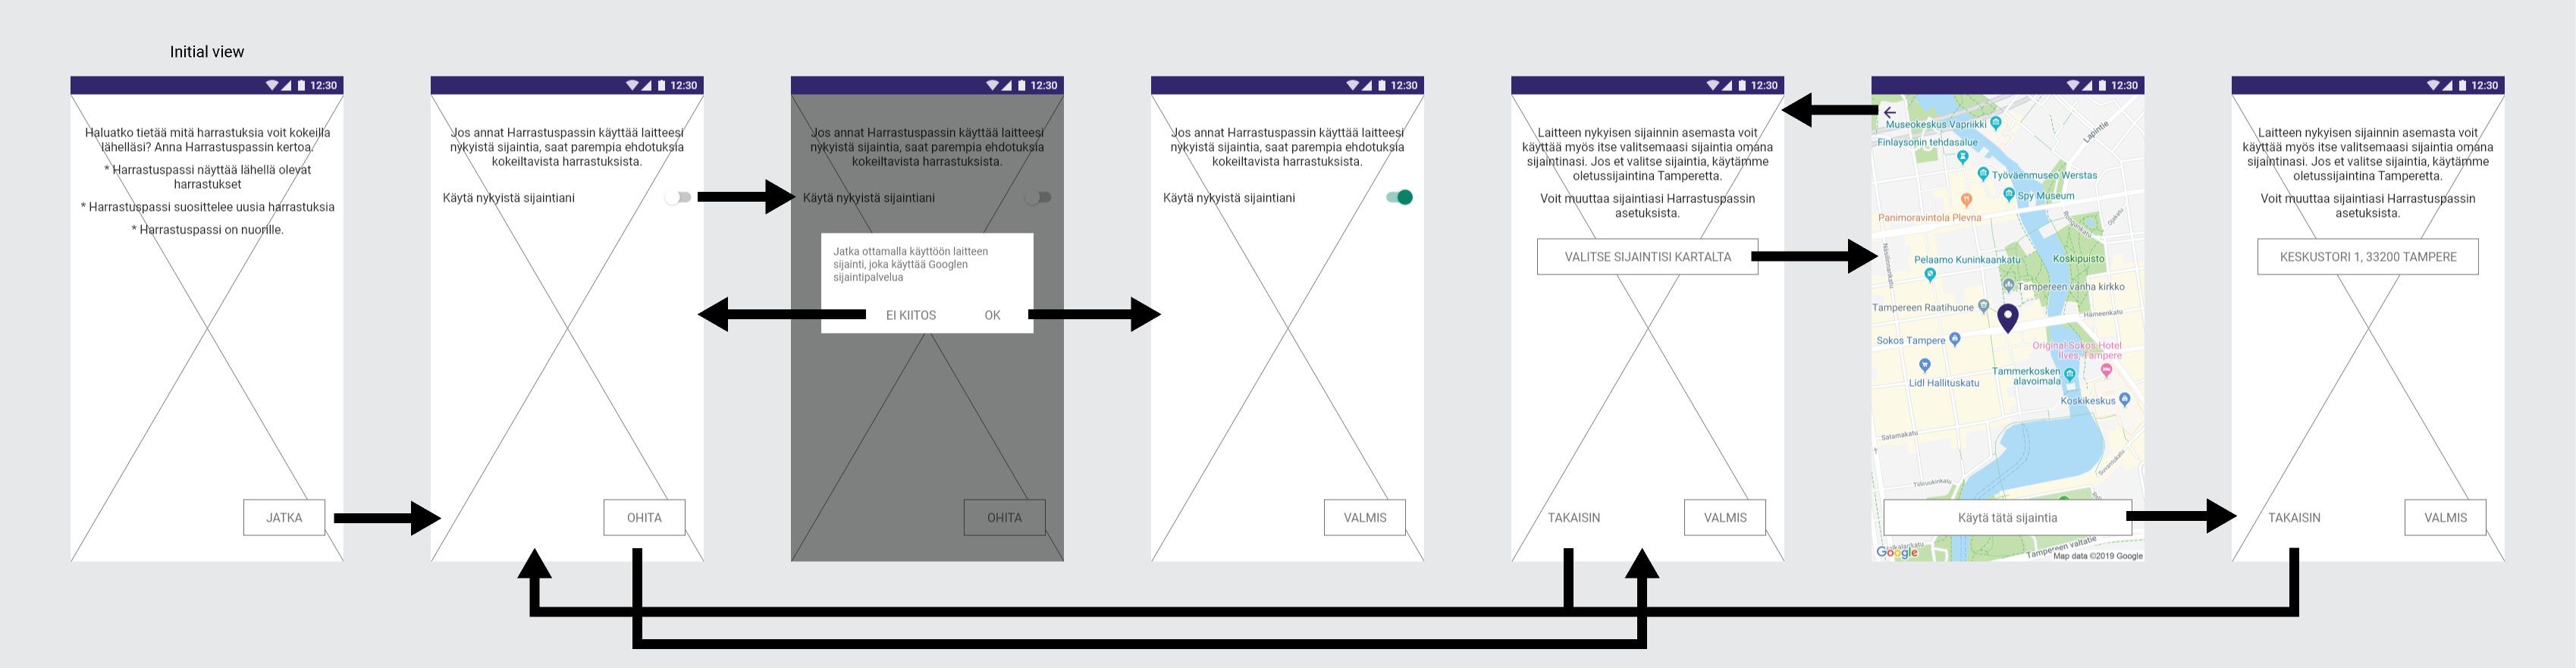 Initial view
12:30
Haluatko tietää mitä harrastuksia voit kokeilla
lähelläsi? Anna Harrastuspassin kertoa.
* Harrastuspassi näyttää lähellä olevat
harrastukset
* Harrastuspassi suosittelee uusia harrastuksia
* Harrastuspassi on nuorille.
JATKA
12:30
Jos annat Harrastuspassin käyttää laitteesi
nykyistä sijaintia, saat parempia ehdotuksia
kokeiltavista harrastuksista.
Käytä nykyistä sijaintiani
OHITA
12:30
Jos annat Harrastuspassin käyttää laitteesi
nykyistä sijaintia, saat parempia ehdotuksia
kokeiltavista harrastuksista.
Käytä nykyistä sijaintiani
Jatka ottamalla käyttöön laitteen
sijainti, joka käyttää Googlen
sijaintipalvelua
EI KIITOS OK
OHITA
12:30
Jos annat Harrastuspassin käyttää laitteesi
nykyistä sijaintia, saat parempia ehdotuksia
kokeiltavista harrastuksista.
Käytä nykyistä sijaintiani
VALMIS
12:30
Laitteen nykyisen sijainnin asemasta voit
käyttää myös itse valitsemaasi sijaintia omana
sijaintinasi. Jos et valitse sijaintia, käytämme
oletussijaintina Tamperetta.
Voit muuttaa sijaintiasi Harrastuspassin
asetuksista.
VALITSE SIJAINTISI KARTALTA
TAKAISIN VALMIS
12:30
Museokeskus Vapriikki
Lapintie
Finlaysonin tehdasalue
Työväenmuseo Werstas
Spy Museum
Panimoravintola Plevna
Pelaamo Kuninkaankatu
Koskipuisto
Tampereen vanha kirkko
Tampereen Raatihuone
Hämeenkatu
Sokos Tampere
Original Sokos Hotel
Ilves, Tampere
Lidl Hallituskatu
Tammerkosken
alavoimala
Koskikeskus
Satamakatu
Käytä tätä sijaintia
Tampereen valtatie
Google
Map data ©2019 Google
12:30
Laitteen nykyisen sijainnin asemasta voit
käyttää myös itse valitsemaasi sijaintia omana
sijaintinasi. Jos et valitse sijaintia, käytämme
oletussijaintina Tamperetta.
Voit muuttaa sijaintiasi Harrastuspassin
asetuksista.
KESKUSTORI 1, 33200 TAMPERE
TAKAISIN VALMIS